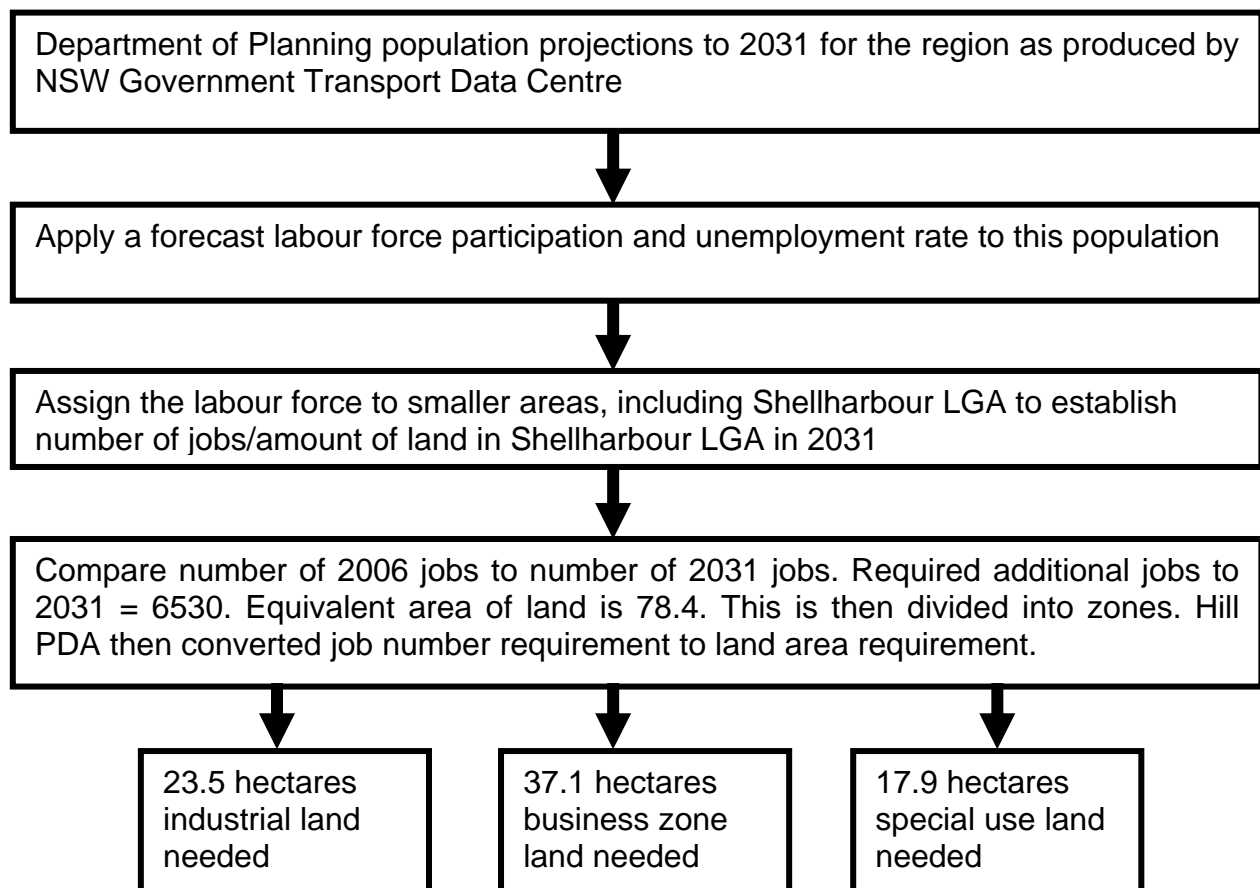 Department of Planning population projections to 2031 for the region as produced by
NSW Government Transport Data Centre
Apply a forecast labour force participation and unemployment rate to this population
Assign the labour force to smaller areas, including Shellharbour LGA to establish
number of jobs/amount of land in Shellharbour LGA in 2031
Compare number of 2006 jobs to number of 2031 jobs. Required additional jobs to
2031 = 6530. Equivalent area of land is 78.4. This is then divided into zones. Hill
PDA then converted job number requirement to land area requirement.
23.5 hectares
industrial land
needed
37.1 hectares
business zone
land needed
17.9 hectares
special use land
needed